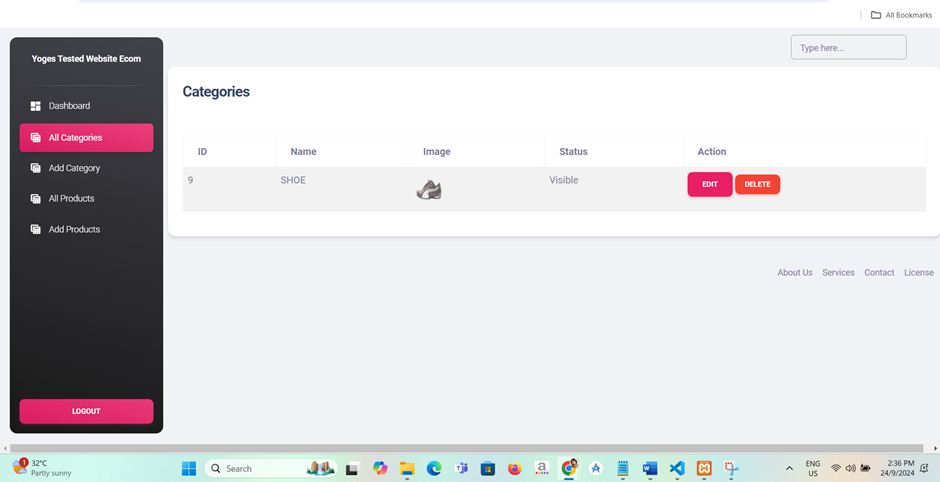 All Bookmarks
Type here...
Yoges Tested Website Ecom
Dashboard
All Categories
Add Category
All Products
Add Products
LOGOUT
Categories
ID Name Image Status Action
9 SHOE Visible EDIT DELETE
About Us Services Contact License
1
32°C
Partly sunny
Search
ENG
US
2:36 PM
24/9/2024